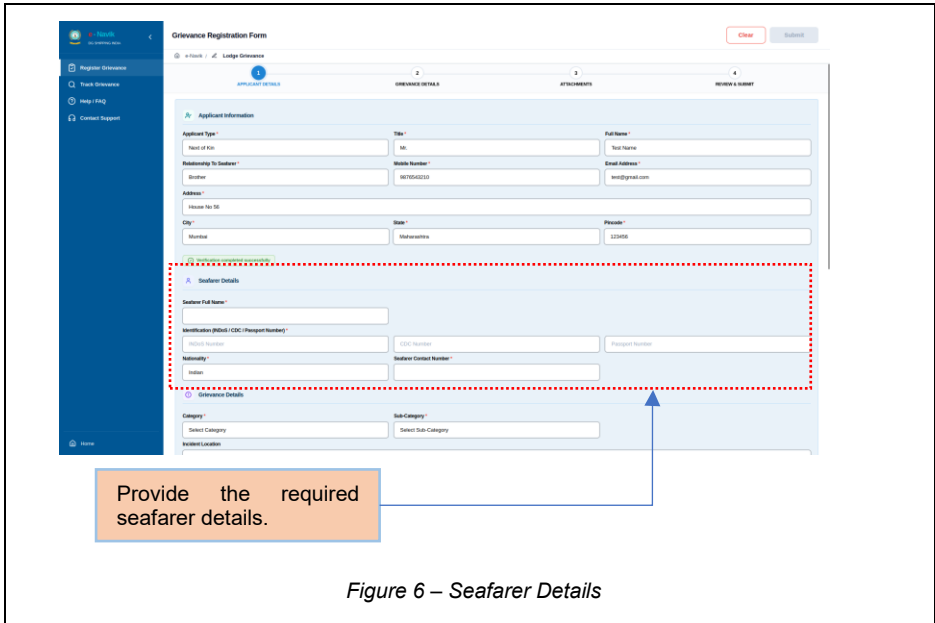 e-Navik
DG SHIPPING, INDIA
Grievance Registration Form
Clear
Submit
e-Navik / Lodge Grievance
Register Grievance
Track Grievance
Help / FAQ
Contact Support
Home
1
2
3
4
APPLICANT DETAILS
GRIEVANCE DETAILS
ATTACHMENTS
REVIEW & SUBMIT
Applicant Information
Applicant Type * Title * Full Name *
Next of Kin Mr. Test Name
Relationship To Seafarer * Mobile Number * Email Address *
Brother 9876543210 test@gmail.com
Address *
House No 56
City * State * Pincode *
Mumbai Maharashtra 123456
Verification completed successfully
Seafarer Details
Seafarer Full Name *
Identification (INDoS / CDC / Passport Number) *
INDoS Number CDC Number Passport Number
Nationality * Seafarer Contact Number *
Indian
Grievance Details
Category * Sub-Category *
Select Category Select Sub-Category
Incident Location
Provide the required
seafarer details.
Figure 6 – Seafarer Details